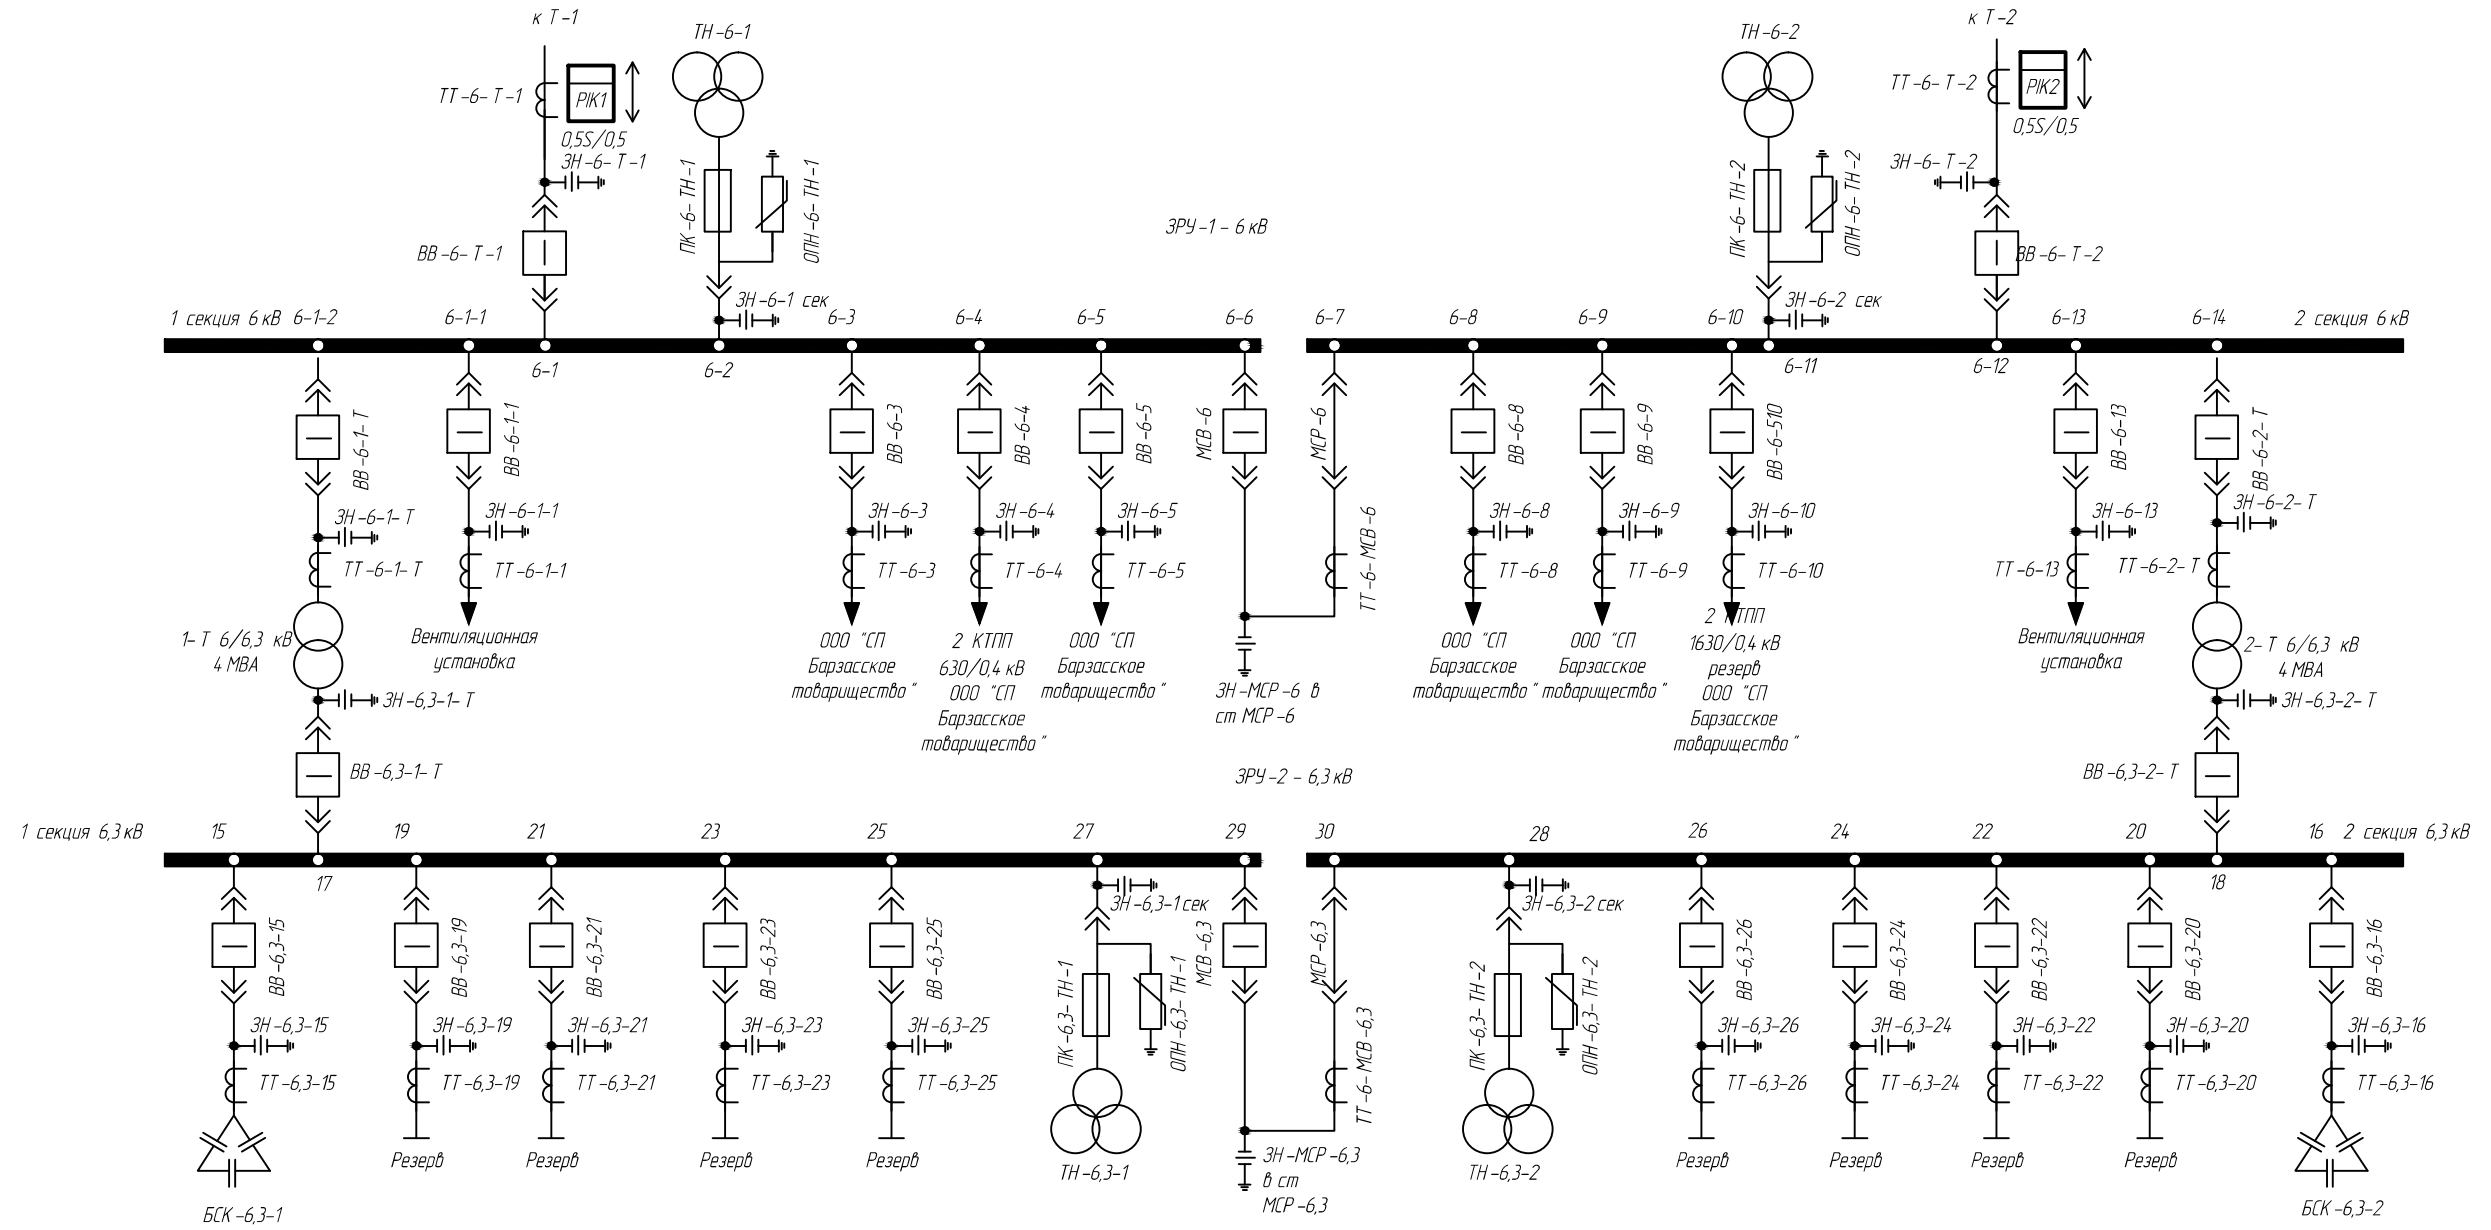 к Т-1
ТН-6-1
ТН-6-2
к Т-2
ТТ-6-Т-1
PIK1
0,5S/0,5
ЗН-6-Т-1
ТТ-6-Т-2
PIK2
0,5S/0,5
ЗН-6-Т-2
ПК-6-ТН-1
ОПН-6-ТН-1
ПК-6-ТН-2
ОПН-6-ТН-2
ЗРУ-1 - 6 кВ
ВВ-6-Т-1
ВВ-6-Т-2
ЗН-6-1 сек
ЗН-6-2 сек
1 секция 6 кВ
6-1-2
6-1-1
6-3
6-4
6-5
6-6
6-7
6-8
6-9
6-10
6-13
6-14
2 секция 6 кВ
6-1
6-2
6-11
6-12
ВВ-6-1-Т
ВВ-6-1-1
ВВ-6-3
ВВ-6-4
ВВ-6-5
МСВ-6
МСР-6
ВВ-6-8
ВВ-6-9
ВВ-6-510
ВВ-6-13
ВВ-6-2-Т
ЗН-6-1-Т
ЗН-6-1-1
ЗН-6-3
ЗН-6-4
ЗН-6-5
ЗН-6-8
ЗН-6-9
ЗН-6-10
ЗН-6-13
ЗН-6-2-Т
ТТ-6-1-Т
ТТ-6-1-1
ТТ-6-3
ТТ-6-4
ТТ-6-5
ТТ-6-МСВ-6
ТТ-6-8
ТТ-6-9
ТТ-6-10
ТТ-6-13
ТТ-6-2-Т
1-Т 6/6,3 кВ
4 МВА
Вентиляционная
установка
ООО "СП
Барзасское
товарищество"
2 КТПП
630/0,4 кВ
ООО "СП
Барзасское
товарищество"
ООО "СП
Барзасское
товарищество"
ЗН-МСР-6 в
ст МСР-6
ООО "СП
Барзасское
товарищество"
ООО "СП
Барзасское
товарищество"
2 КТПП
1630/0,4 кВ
резерв
ООО "СП
Барзасское
товарищество"
Вентиляционная
установка
2-Т 6/6,3 кВ
4 МВА
ЗН-6,3-1-Т
ЗН-6,3-2-Т
ВВ-6,3-1-Т
ЗРУ-2 - 6,3 кВ
ВВ-6,3-2-Т
1 секция 6,3 кВ
15
19
21
23
25
27
29
30
28
26
24
22
20
16
2 секция 6,3 кВ
17
18
ЗН-6,3-1 сек
ЗН-6,3-2 сек
ВВ-6,3-15
ВВ-6,3-19
ВВ-6,3-21
ВВ-6,3-23
ВВ-6,3-25
МСВ-6,3
МСР-6,3
ВВ-6,3-26
ВВ-6,3-24
ВВ-6,3-22
ВВ-6,3-20
ВВ-6,3-16
ПК-6,3-ТН-1
ОПН-6,3-ТН-1
ПК-6,3-ТН-2
ОПН-6,3-ТН-2
ЗН-6,3-15
ЗН-6,3-19
ЗН-6,3-21
ЗН-6,3-23
ЗН-6,3-25
ЗН-6,3-26
ЗН-6,3-24
ЗН-6,3-22
ЗН-6,3-20
ЗН-6,3-16
ТТ-6,3-15
ТТ-6,3-19
ТТ-6,3-21
ТТ-6,3-23
ТТ-6,3-25
ТТ-6-МСВ-6,3
ТТ-6,3-26
ТТ-6,3-24
ТТ-6,3-22
ТТ-6,3-20
ТТ-6,3-16
Резерв
Резерв
Резерв
Резерв
ТН-6,3-1
ЗН-МСР-6,3
в ст
МСР-6,3
ТН-6,3-2
Резерв
Резерв
Резерв
Резерв
БСК-6,3-1
БСК-6,3-2